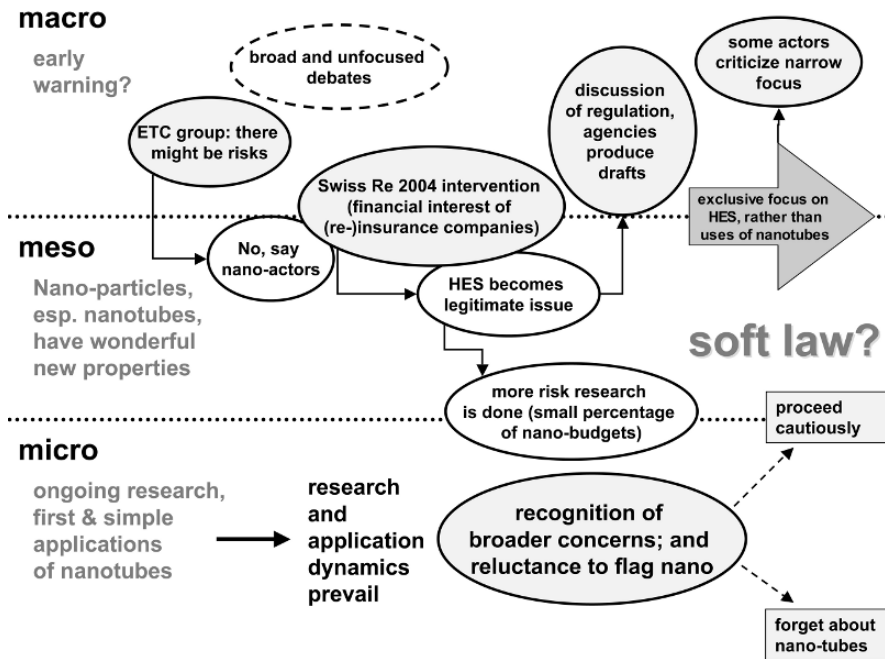 macro
early
warning?
broad and unfocused
debates
some actors
criticize narrow
focus
discussion
of regulation,
agencies
produce
drafts
ETC group: there
might be risks
Swiss Re 2004 intervention
(financial interest of
(re-)insurance companies)
exclusive focus on
HES, rather than
uses of nanotubes
meso
No, say
nano-actors
Nano-particles,
esp. nanotubes,
have wonderful
new properties
HES becomes
legitimate issue
soft law?
more risk research
is done (small percentage
of nano-budgets)
proceed
cautiously
micro
ongoing research,
first & simple
applications
of nanotubes
research
and
application
dynamics
prevail
recognition of
broader concerns; and
reluctance to flag nano
forget about
nano-tubes